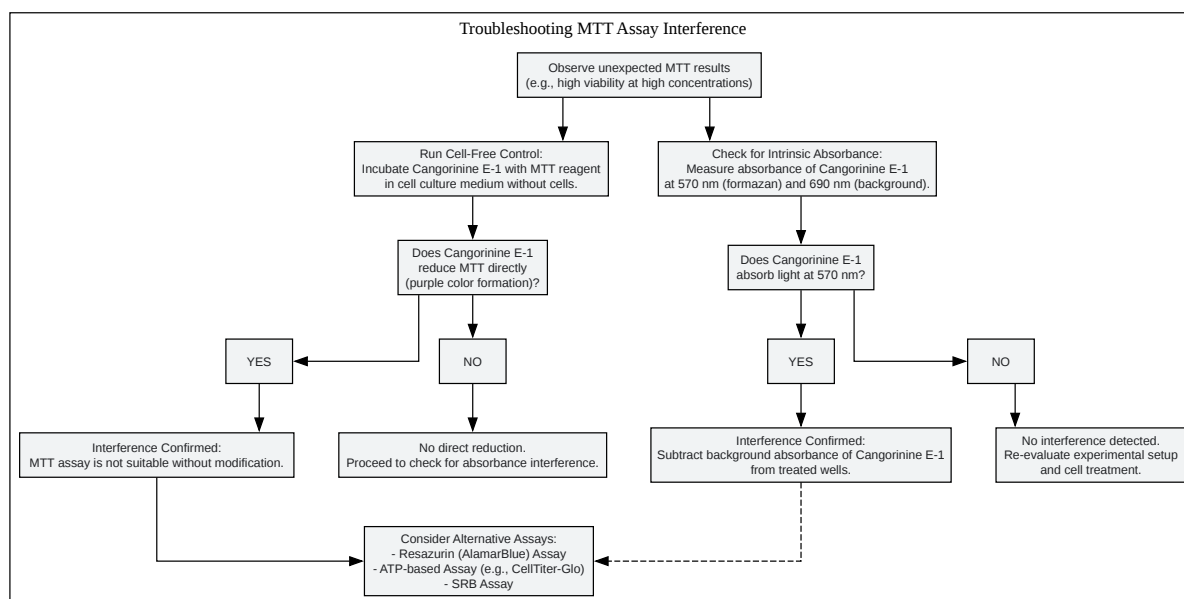 Troubleshooting MTT Assay Interference
Observe unexpected MTT results
(e.g., high viability at high concentrations)
Run Cell-Free Control:
Incubate Cangorinine E-1 with MTT reagent
in cell culture medium without cells.
Check for Intrinsic Absorbance:
Measure absorbance of Cangorinine E-1
at 570 nm (formazan) and 690 nm (background).
Does Cangorinine E-1
reduce MTT directly
(purple color formation)?
Does Cangorinine E-1
absorb light at 570 nm?
YES
NO
YES
NO
Interference Confirmed:
MTT assay is not suitable without modification.
No direct reduction.
Proceed to check for absorbance interference.
Interference Confirmed:
Subtract background absorbance of Cangorinine E-1
from treated wells.
No interference detected.
Re-evaluate experimental setup
and cell treatment.
Consider Alternative Assays:
- Resazurin (AlamarBlue) Assay
- ATP-based Assay (e.g., CellTiter-Glo)
- SRB Assay